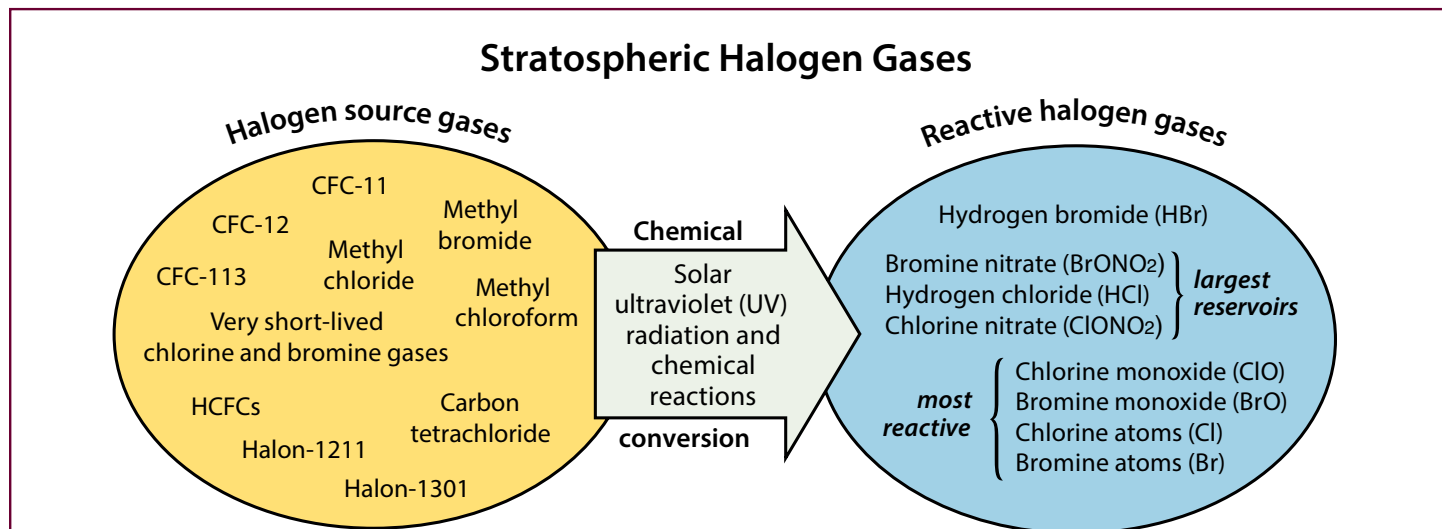 Stratospheric Halogen Gases
Halogen source gases
CFC-11
CFC-12
Methyl
bromide
Methyl
chloride
CFC-113
Methyl
chloroform
Very short-lived
chlorine and bromine gases
HCFCs
Carbon
tetrachloride
Halon-1211
Halon-1301
Chemical
Solar
ultraviolet (UV)
radiation and
chemical
reactions
conversion
Reactive halogen gases
Hydrogen bromide (HBr)
Bromine nitrate (BrONO2)
Hydrogen chloride (HCl)
Chlorine nitrate (ClONO2)
largest
reservoirs
most
reactive
Chlorine monoxide (ClO)
Bromine monoxide (BrO)
Chlorine atoms (Cl)
Bromine atoms (Br)